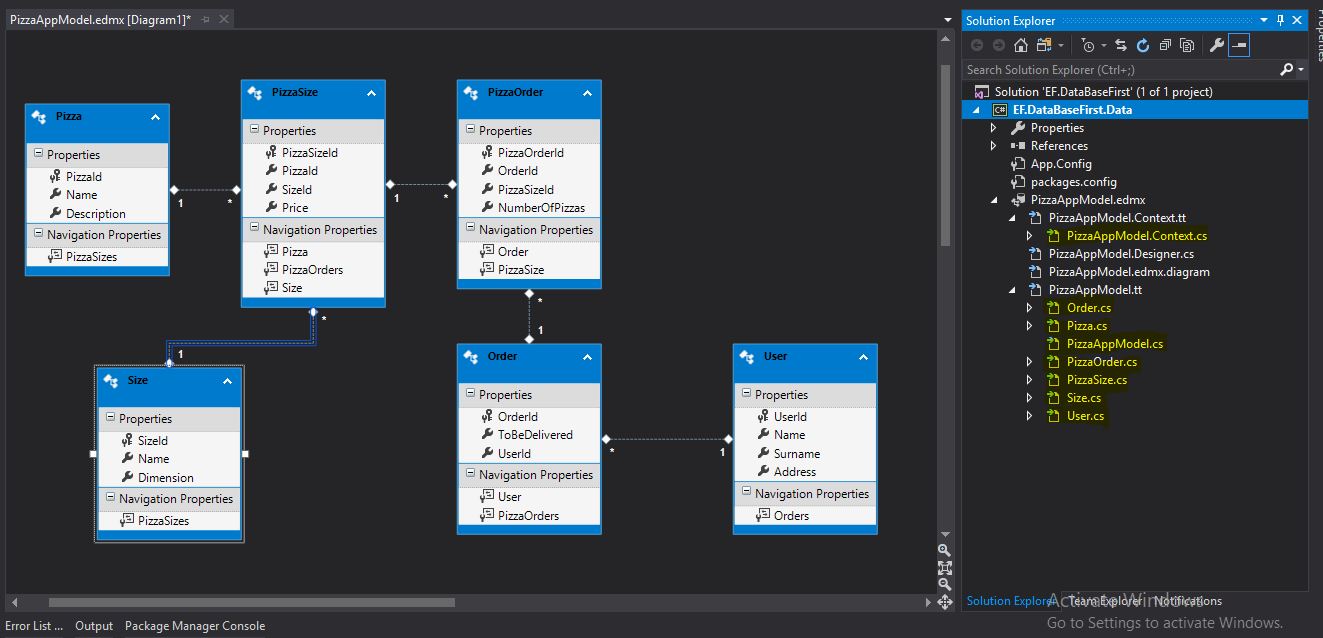 PizzaAppModel.edmx [Diagram1]*
Pizza
Properties
PizzaId
Name
Description
Navigation Properties
PizzaSizes
1
*
PizzaSize
Properties
PizzaSizeId
PizzaId
SizeId
Price
Navigation Properties
Pizza
PizzaOrders
Size
1
*
PizzaOrder
Properties
PizzaOrderId
OrderId
PizzaSizeId
NumberOfPizzas
Navigation Properties
Order
PizzaSize
*
1
*
1
Size
Properties
SizeId
Name
Dimension
Navigation Properties
PizzaSizes
Order
Properties
OrderId
ToBeDelivered
UserId
Navigation Properties
User
PizzaOrders
*
1
User
Properties
UserId
Name
Surname
Address
Navigation Properties
Orders
Error List ... Output Package Manager Console
Solution Explorer
Search Solution Explorer (Ctrl+;)
Solution 'EF.DataBaseFirst' (1 of 1 project)
C# EF.DataBaseFirst.Data
Properties
References
App.Config
packages.config
PizzaAppModel.edmx
PizzaAppModel.Context.tt
PizzaAppModel.Context.cs
PizzaAppModel.Designer.cs
PizzaAppModel.edmx.diagram
PizzaAppModel.tt
Order.cs
Pizza.cs
PizzaAppModel.cs
PizzaOrder.cs
PizzaSize.cs
Size.cs
User.cs
Solution Explorer Team Explorer Notifications
Activate Windows
Go to Settings to activate Windows.
Properties